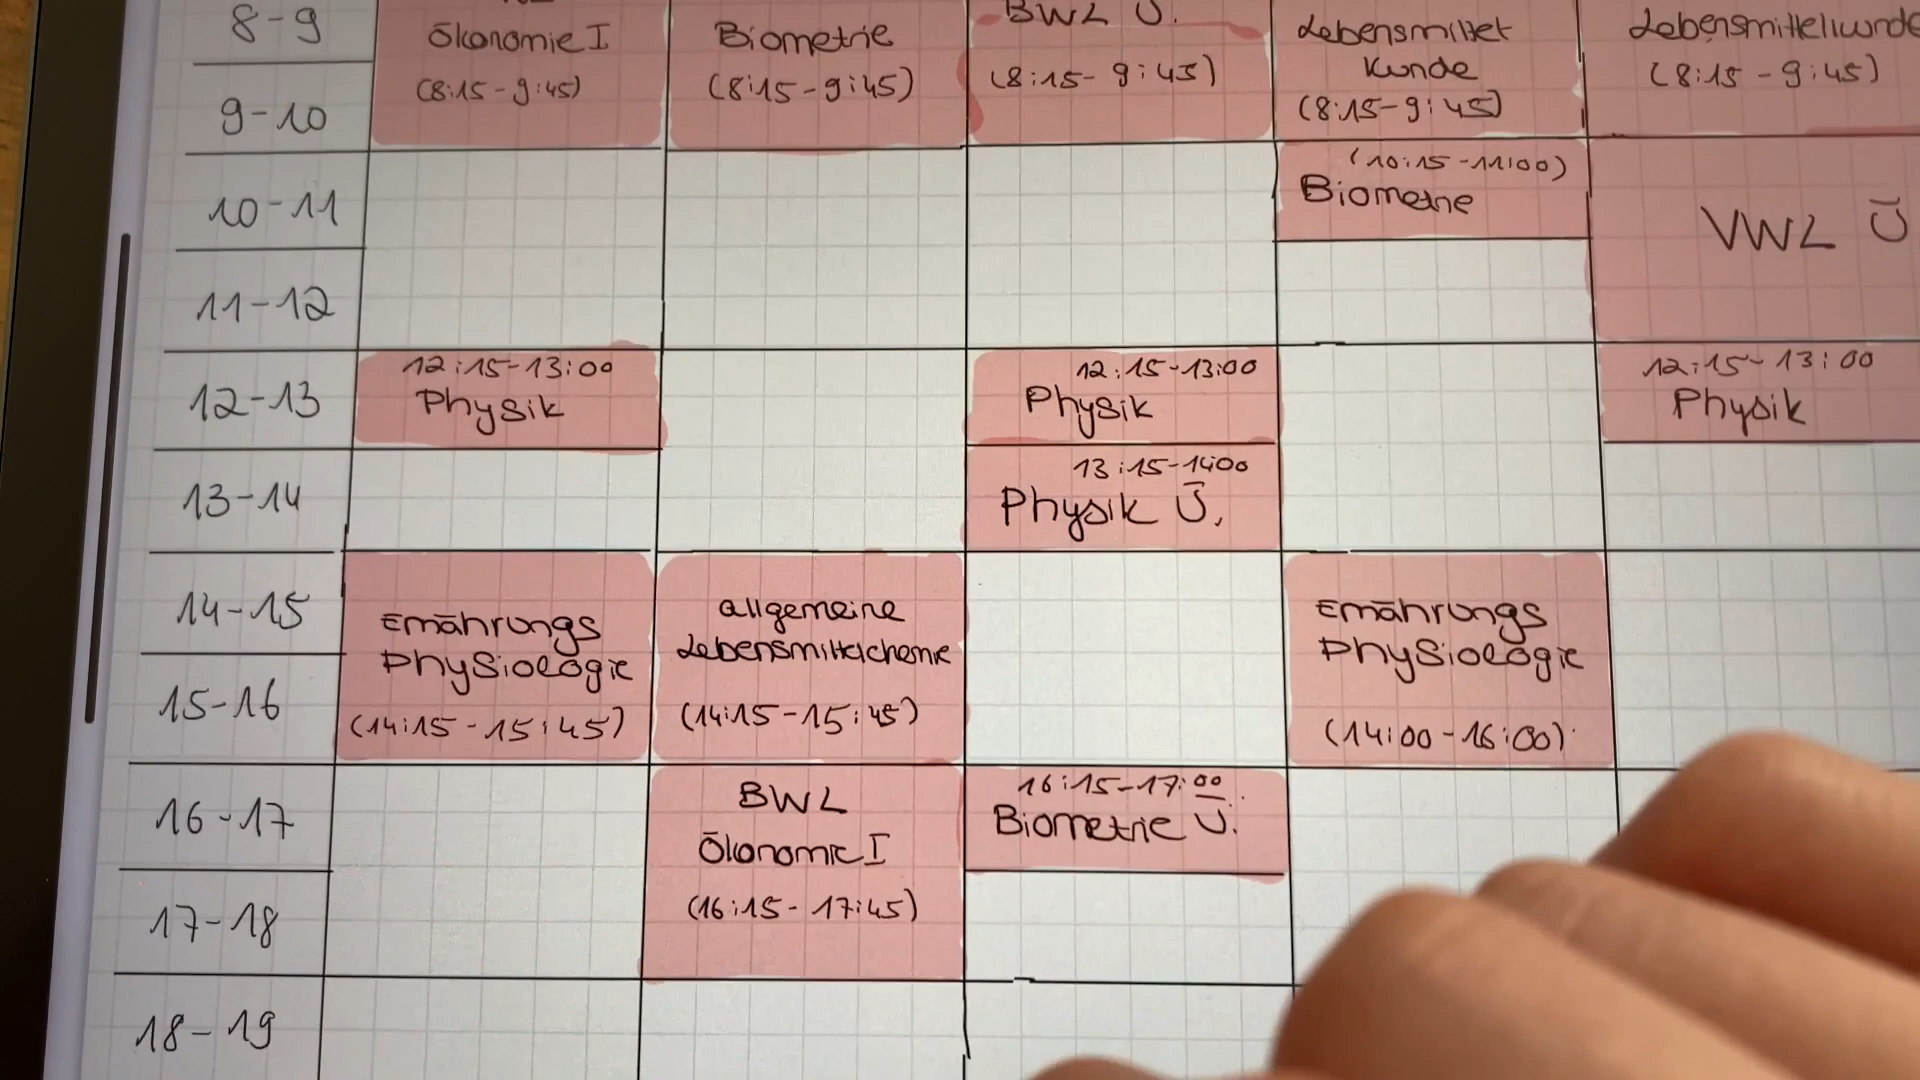 8-9
Ökonomie I
(8:15-9:45)
Biometrie
(8:15-9:45)
BWL Ü.
(8:15-9:45)
Lebensmittel
Kunde
(8:15-9:45)
Lebensmittelkunde
(8:15-9:45)
9-10
10-11
(10:15-11:00)
Biometrie
VWL Ü
11-12
12-13
12:15-13:00
Physik
12:15-13:00
Physik
12:15-13:00
Physik
13-14
13:15-1400
Physik Ü.
14-15
Ernährungs
Physiologie
(14:15-15:45)
allgemeine
Lebensmittelchemie
(14:15-15:45)
Ernährungs
Physiologie
(14:00-16:00)
15-16
16-17
BWL
Ökonomie I
(16:15-17:45)
16:15-17:00
Biometrie Ü.
17-18
18-19